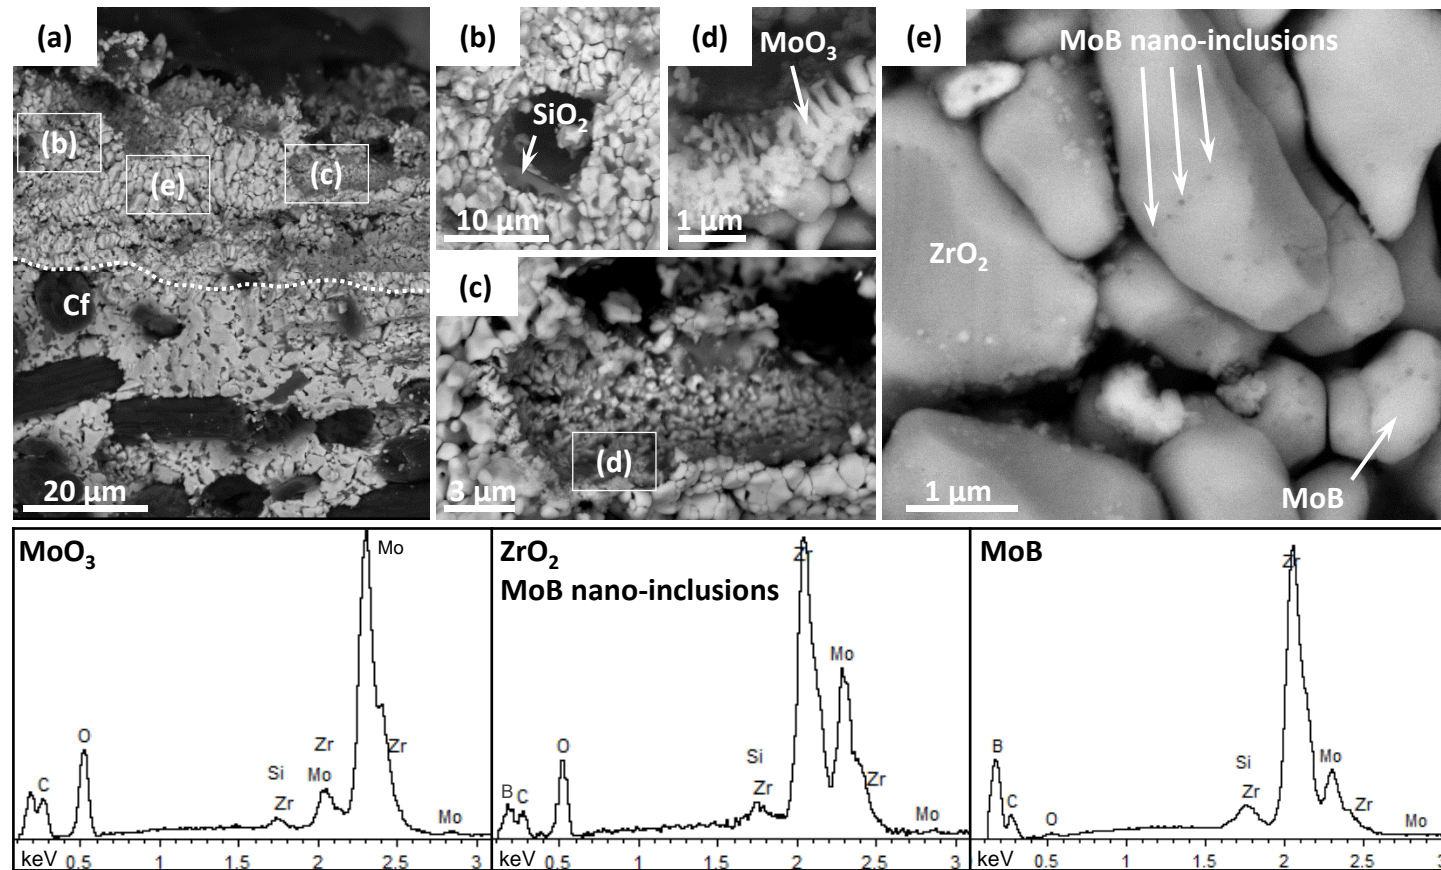 (a)
(b)
(e)
(c)
Cf
20 µm
(b)
SiO2
10 µm
(d)
MoO3
1 µm
(c)
(d)
3 µm
(e)
MoB nano-inclusions
ZrO2
MoB
1 µm
MoO3
Mo
O
C
Si
Zr
Zr
Mo
Zr
Mo
keV 0.5 1 1.5 2 2.5 3
ZrO2
MoB nano-inclusions
Zr
Mo
O
B C
Si
Zr
Zr
Mo
keV 0.5 1 1.5 2 2.5 3
MoB
Zr
B
C
O
Si
Zr
Mo
Zr
Mo
keV 0.5 1 1.5 2 2.5 3